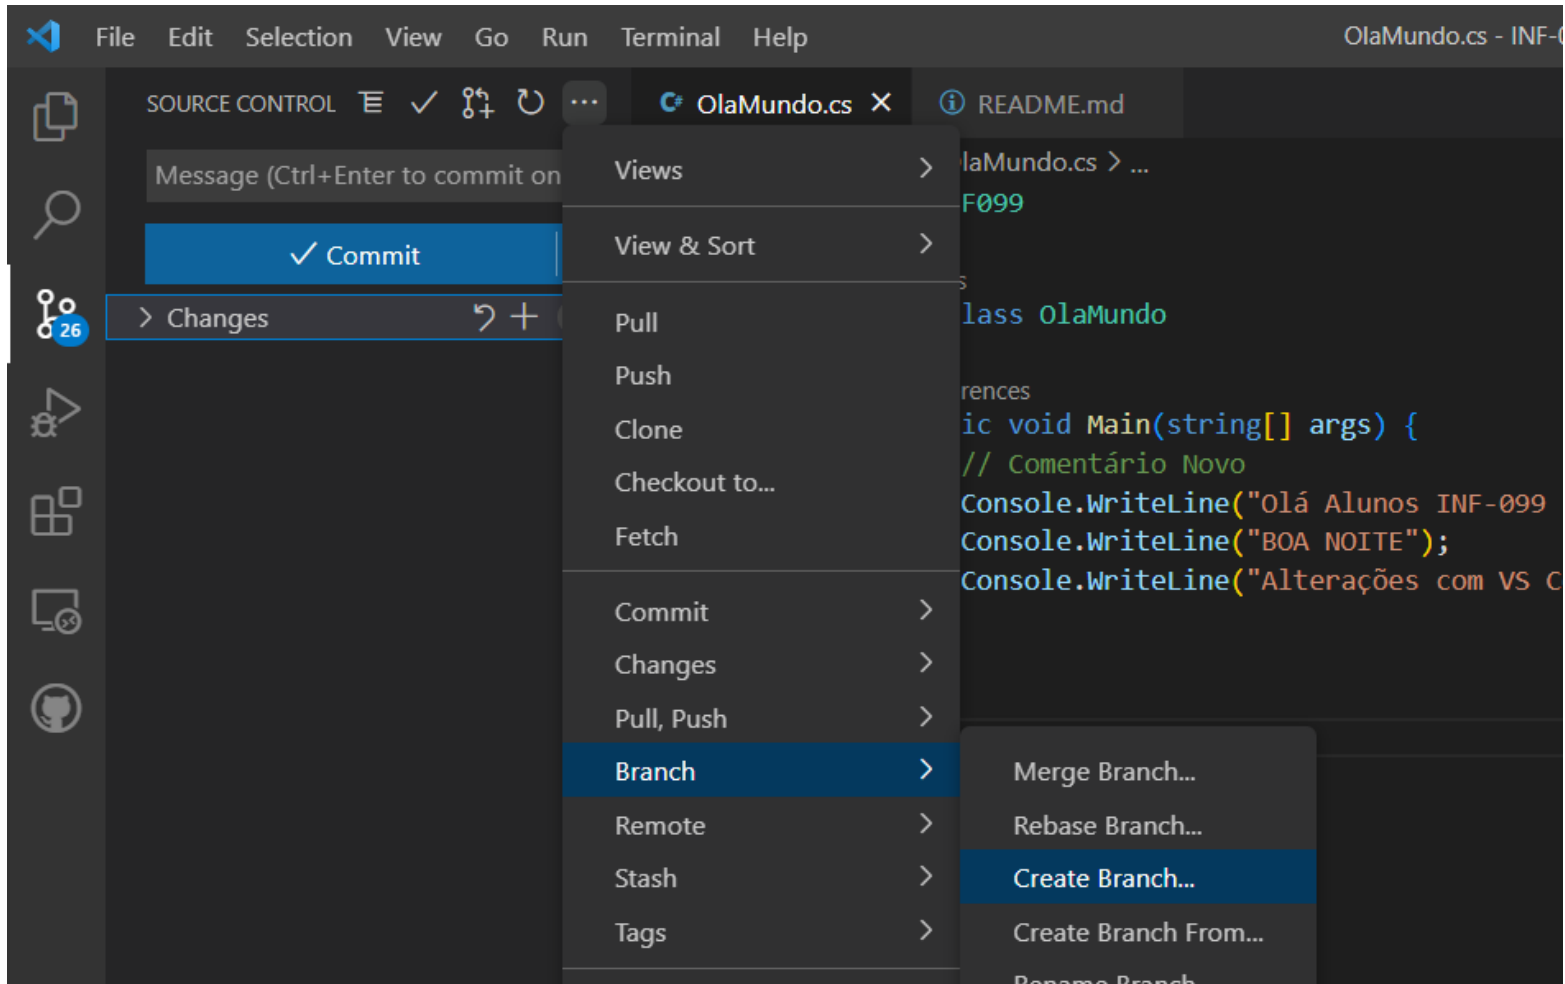 File Edit Selection View Go Run Terminal Help OlaMundo.cs - INF-
SOURCE CONTROL
OlaMundo.cs
README.md
Message (Ctrl+Enter to commit on
Commit
26
Changes
Views
View & Sort
Pull
Push
Clone
Checkout to...
Fetch
Commit
Changes
Pull, Push
Branch
Remote
Stash
Tags
Merge Branch...
Rebase Branch...
Create Branch...
Create Branch From...
Rename Branch
laMundo.cs > ...
F099
s
lass OlaMundo
rences
ic void Main(string[] args) {
// Comentário Novo
Console.WriteLine("Olá Alunos INF-099
Console.WriteLine("BOA NOITE");
Console.WriteLine("Alterações com VS C